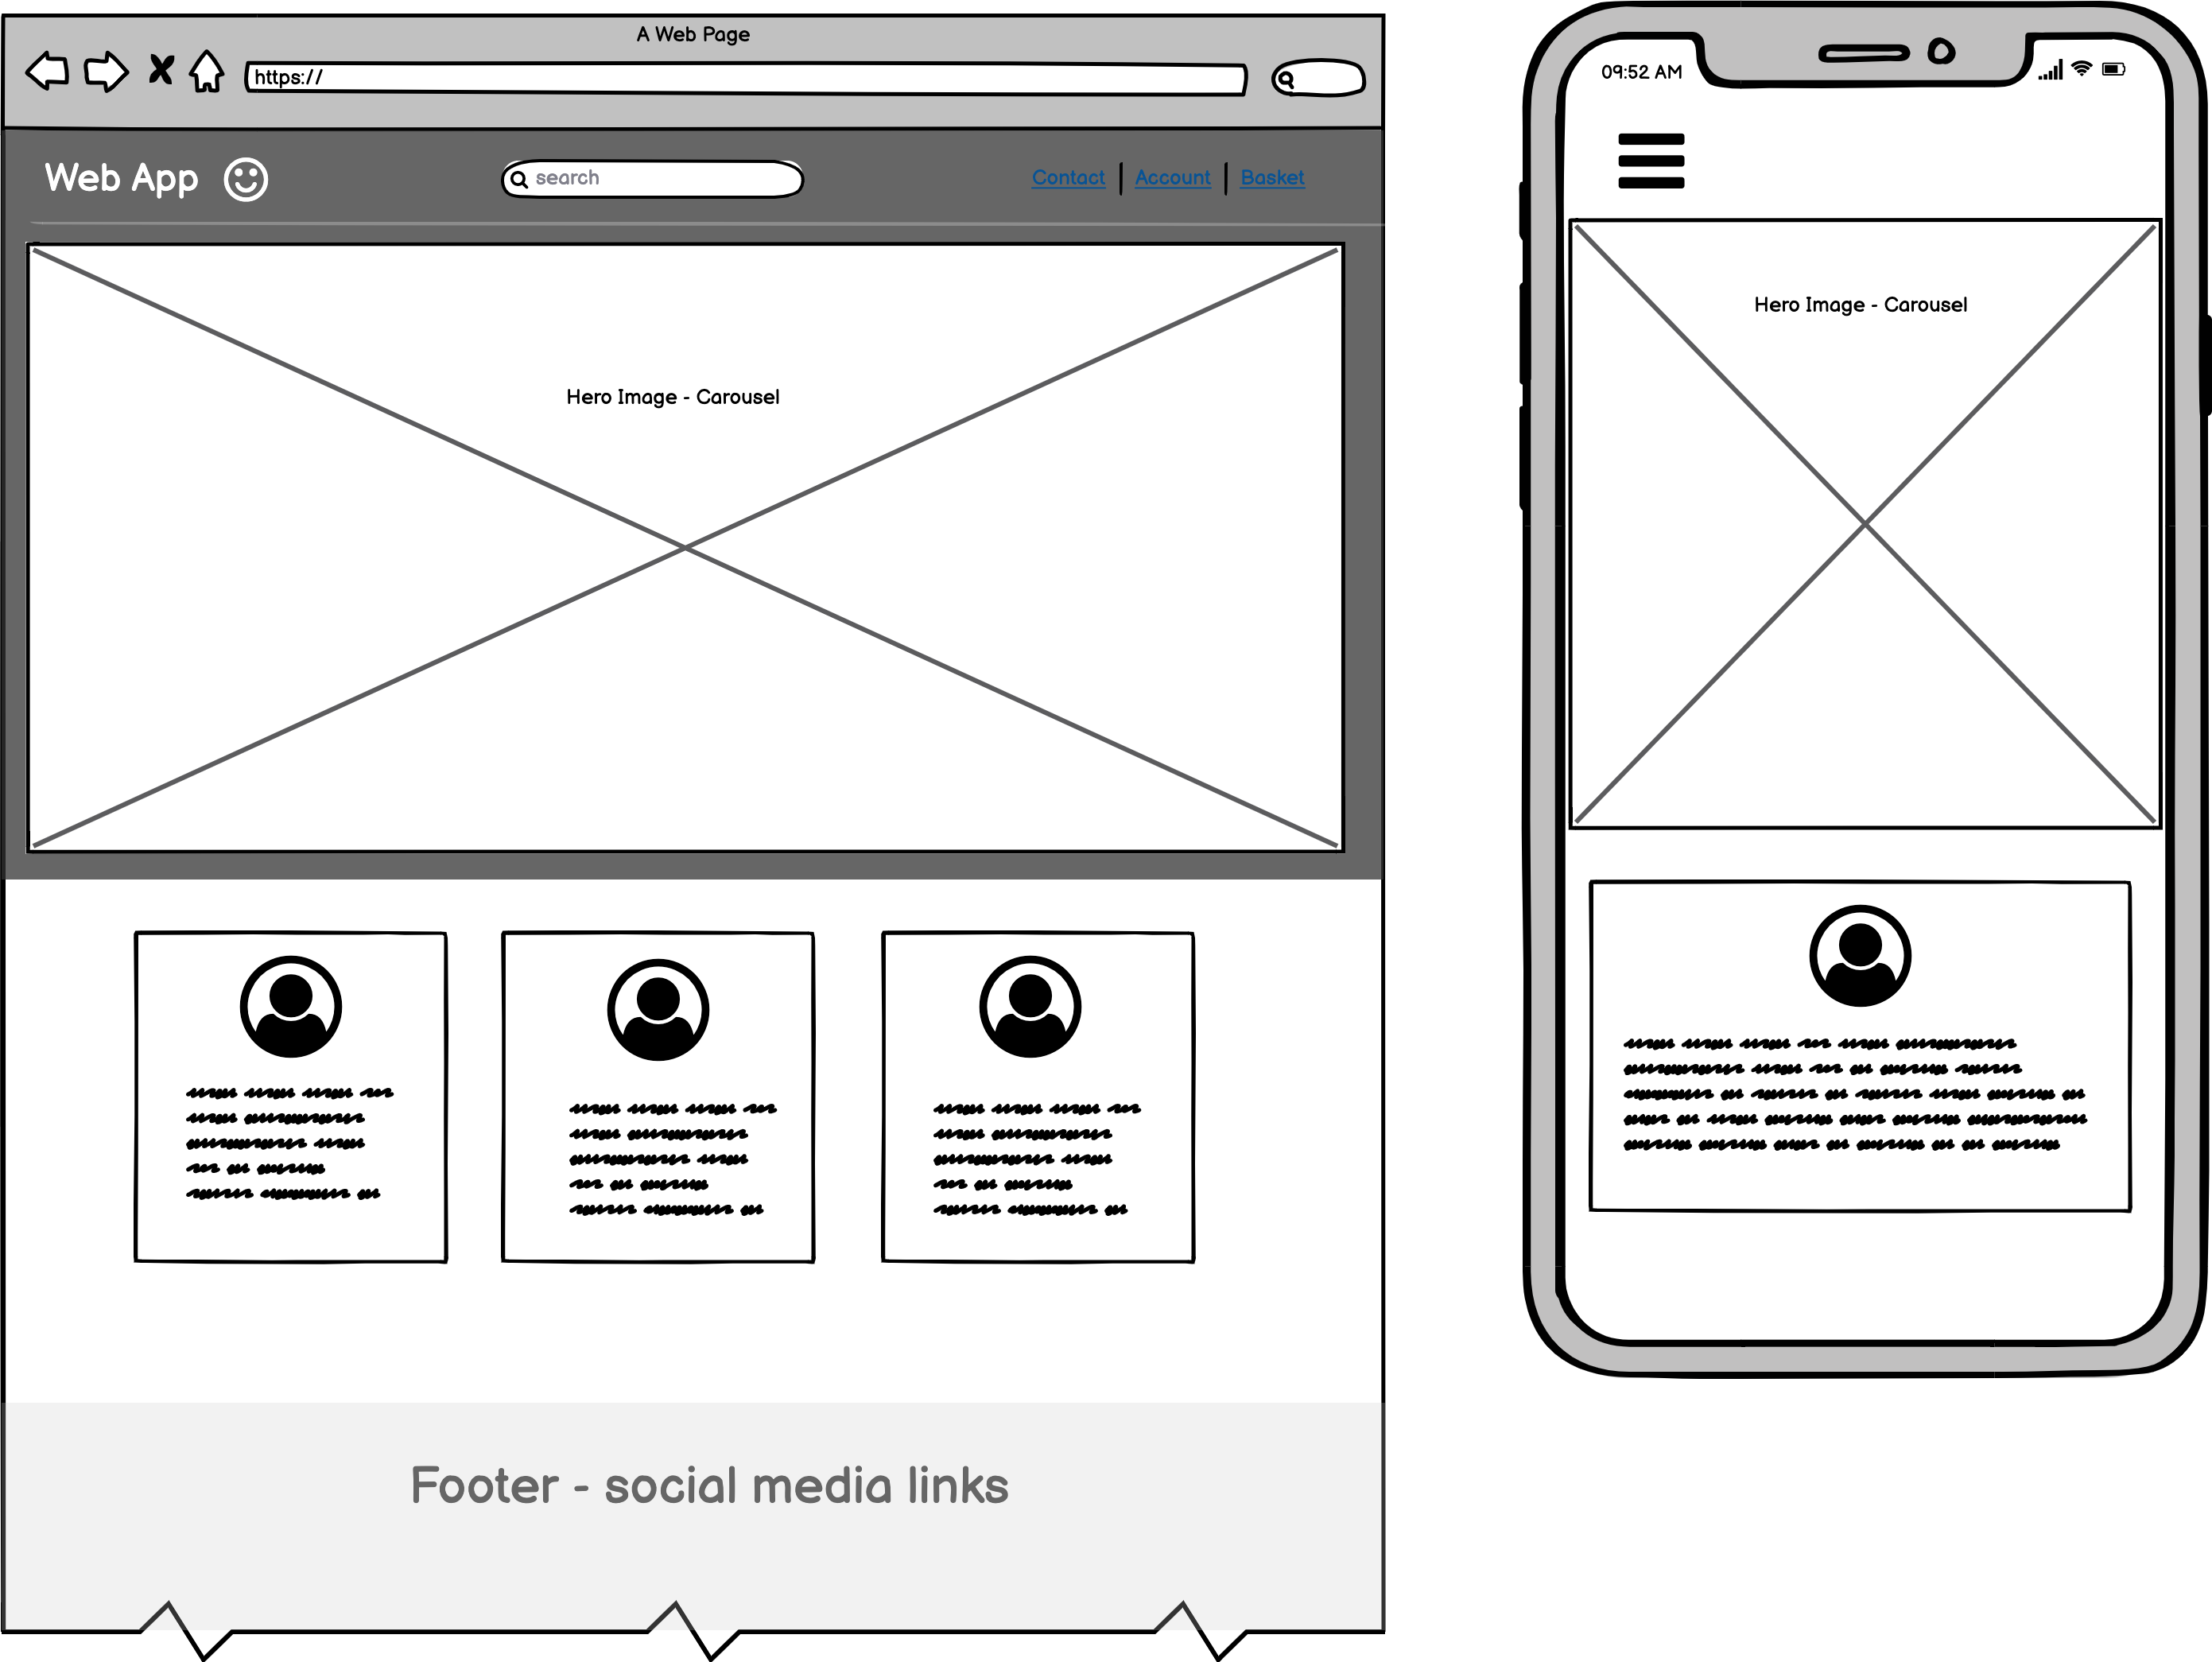 A Web Page
https://
Web App
search
Contact | Account | Basket
Hero Image - Carousel
Footer - social media links
09:52 AM
Hero Image - Carousel